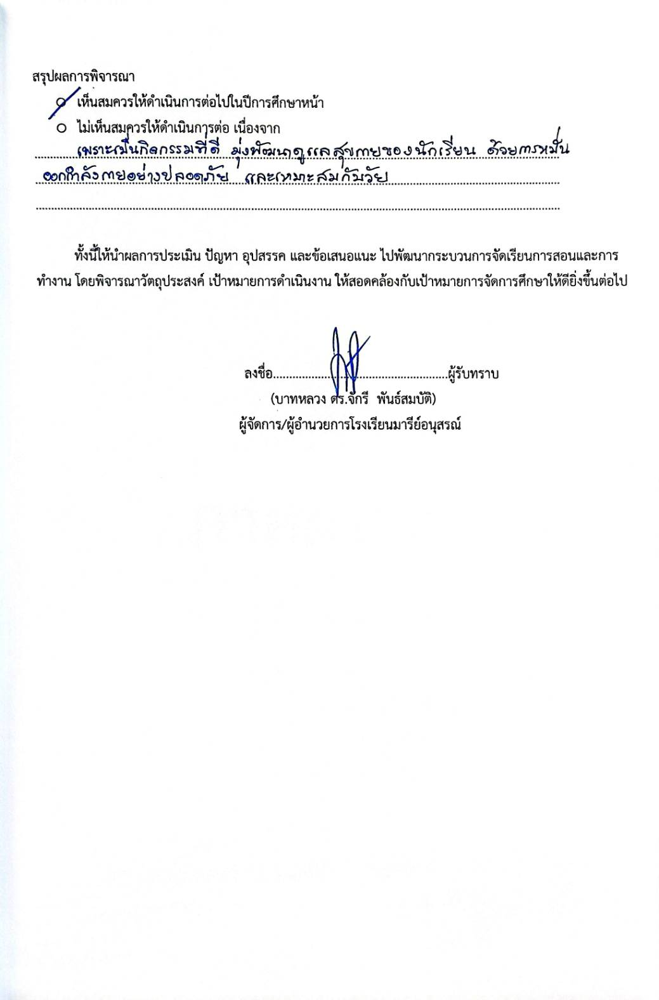 สรุปผลการพิจารณา
เห็นสมควรให้ดำเนินการต่อไปในปีการศึกษาหน้า
ไม่เห็นสมควรให้ดำเนินการต่อ เนื่องจาก
เพราะเป็นกิจกรรมที่ดี มุ่งพัฒนาดูแลสุขภายของนักเรียน ด้วยการหมั่น
ออกกำลังกายอย่างปลอดภัย และเหมาะสมกับวัย
ทั้งนี้ให้นำผลการประเมิน ปัญหา อุปสรรค และข้อเสนอแนะ ไปพัฒนากระบวนการจัดเรียนการสอนและการ
ทำงาน โดยพิจารณาวัตถุประสงค์ เป้าหมายการดำเนินงาน ให้สอดคล้องกับเป้าหมายการจัดการศึกษาให้ดียิ่งขึ้นต่อไป
ลงชื่อ......................................................ผู้รับทราบ
(บาทหลวง ดร.จักรี พันธ์สมบัติ)
ผู้จัดการ/ผู้อำนวยการโรงเรียนมารีย์อนุสรณ์